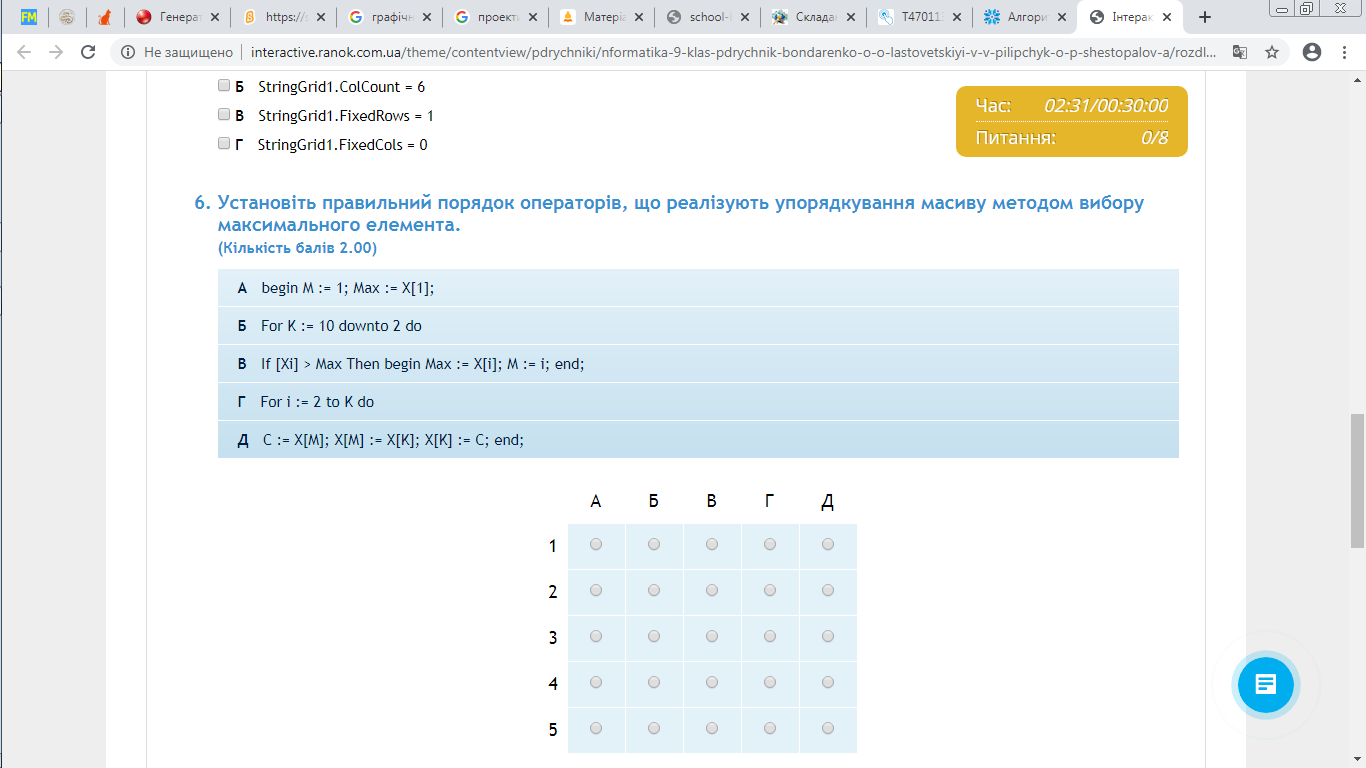 Генерат
https://s
графічн
проекти
Матеріа
school-l
Складан
Алгори
Інтерак
Не защищено
interactive.ranok.com.ua/theme/contentview/pdrychniki/nformatika-9-klas-pdrychnik-bondarenko-o-o-lastovetskiyi-v-v-pilipchyk-o-p-shestopalov-a/rozdl...
Б StringGrid1.ColCount = 6
В StringGrid1.FixedRows = 1
Г StringGrid1.FixedCols = 0
Час: 02:31/00:30:00
Питання: 0/8
6. Установіть правильний порядок операторів, що реалізують упорядкування масиву методом вибору
максимального елемента.
(Кількість балів 2.00)
А begin M := 1; Max := X[1];
Б For K := 10 downto 2 do
В If [Xi] > Max Then begin Max := X[i]; M := i; end;
Г For i := 2 to K do
Д C := X[M]; X[M] := X[K]; X[K] := C; end;
А Б В Г Д
1
2
3
4
5